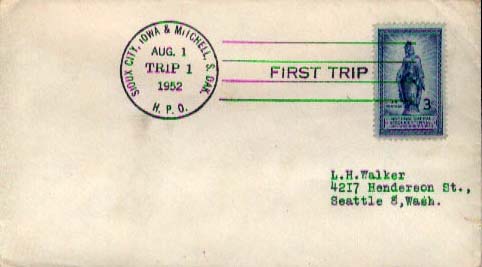 SIOUX CITY, IOWA & MITCHELL, S. DAK.
AUG. 1
TRIP 1
1952
H. P. O.
FIRST TRIP
3
L.H.Walker
4217 Henderson St.,
Seattle 8,Wash.